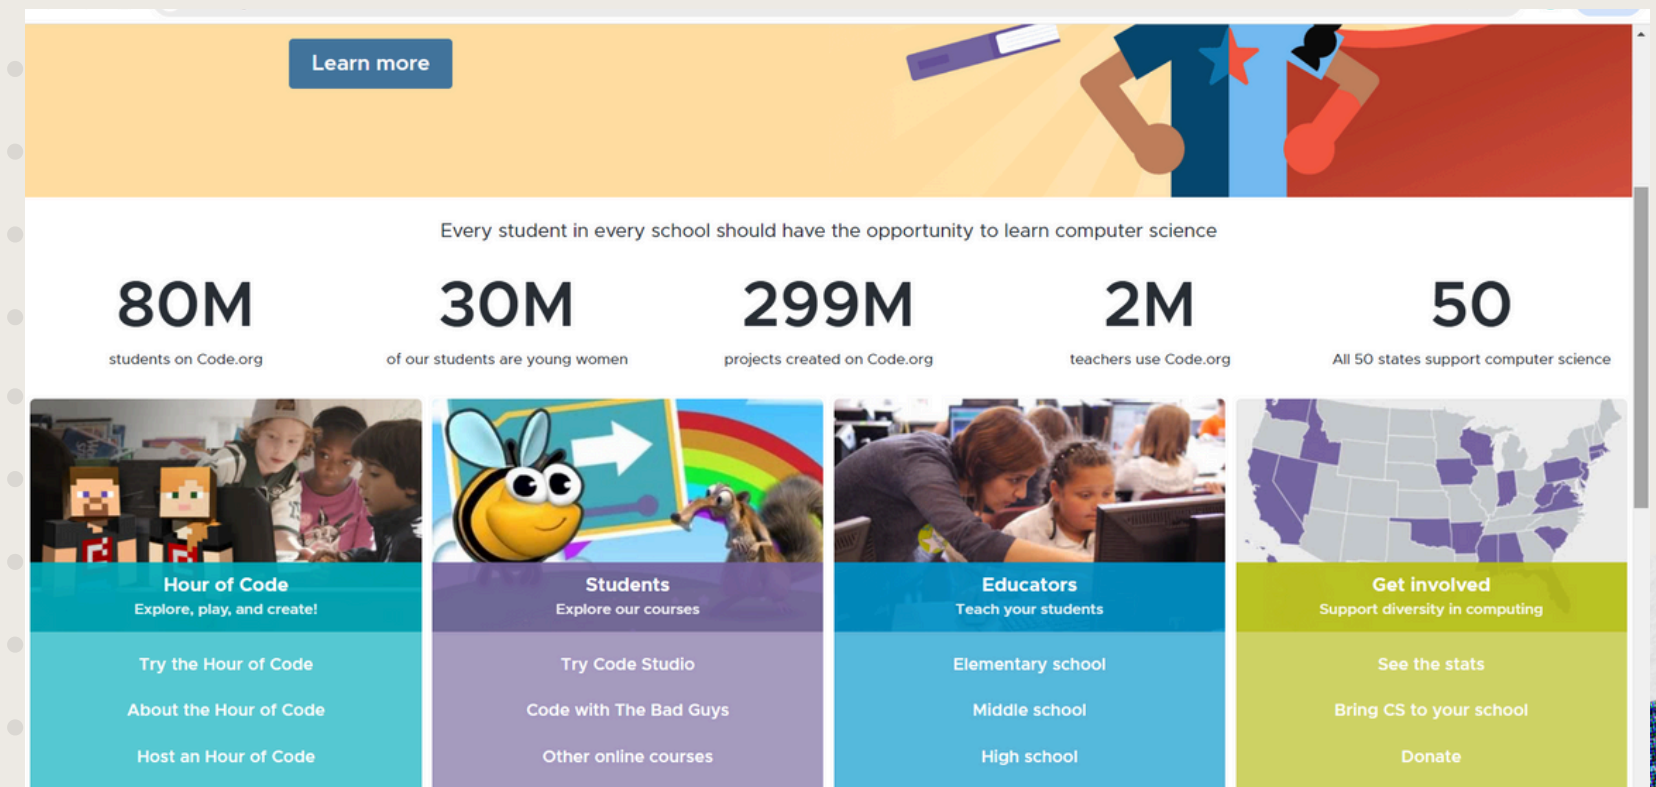 Learn more
Every student in every school should have the opportunity to learn computer science
80M
students on Code.org
30M
of our students are young women
299M
projects created on Code.org
2M
teachers use Code.org
50
All 50 states support computer science
Hour of Code
Explore, play, and create!
Try the Hour of Code
About the Hour of Code
Host an Hour of Code
Students
Explore our courses
Try Code Studio
Code with The Bad Guys
Other online courses
Educators
Teach your students
Elementary school
Middle school
High school
Get involved
Support diversity in computing
See the stats
Bring CS to your school
Donate